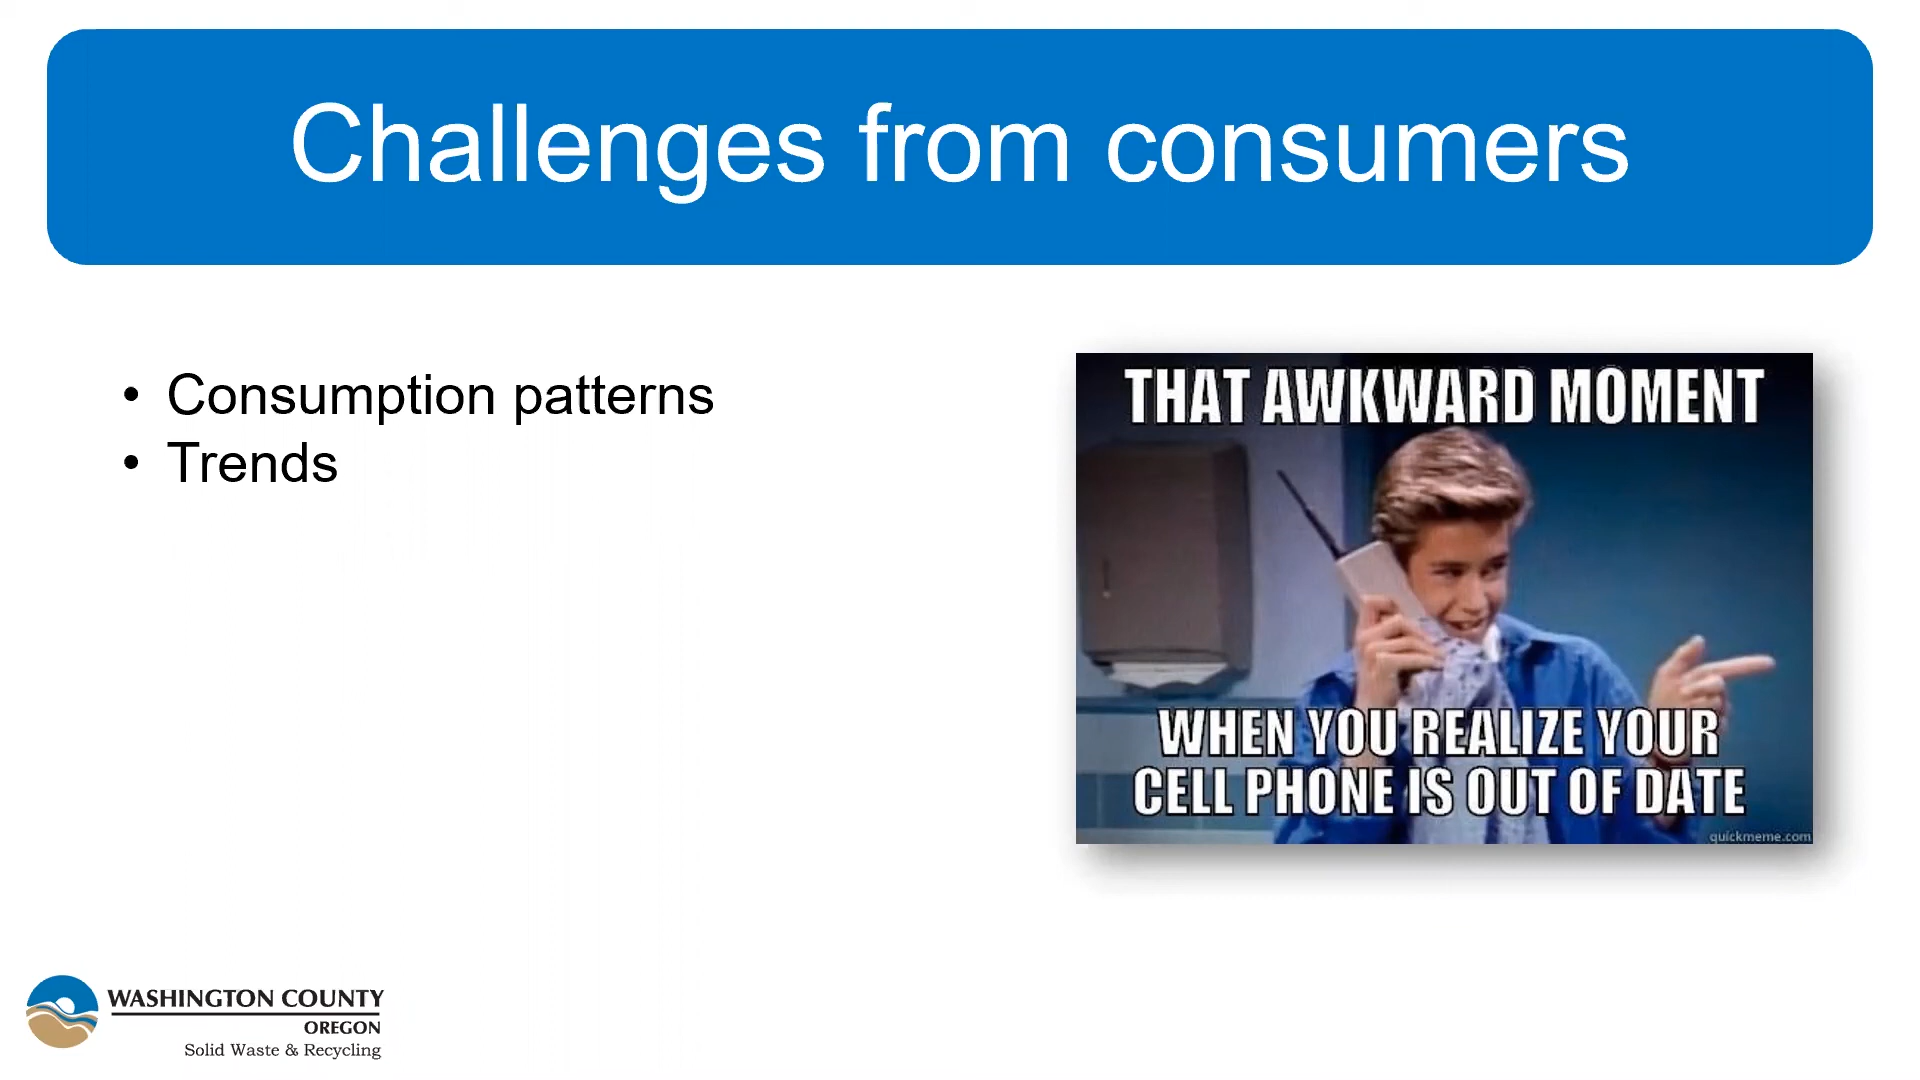 Challenges from consumers
• Consumption patterns
• Trends
THAT AWKWARD MOMENT
WHEN YOU REALIZE YOUR
CELL PHONE IS OUT OF DATE
quickmeme.com
WASHINGTON COUNTY
OREGON
Solid Waste & Recycling